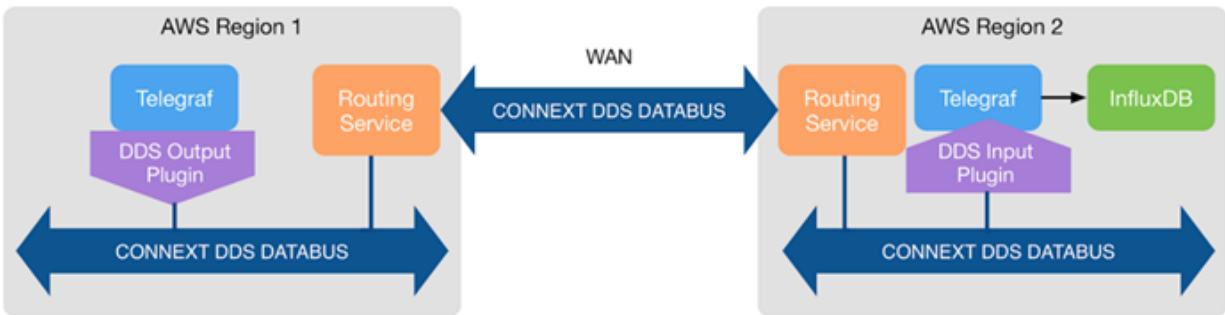 AWS Region 1
Telegraf
DDS Output
Plugin
Routing
Service
CONNEXT DDS DATABUS
WAN
CONNEXT DDS DATABUS
AWS Region 2
Routing
Service
Telegraf
InfluxDB
DDS Input
Plugin
CONNEXT DDS DATABUS